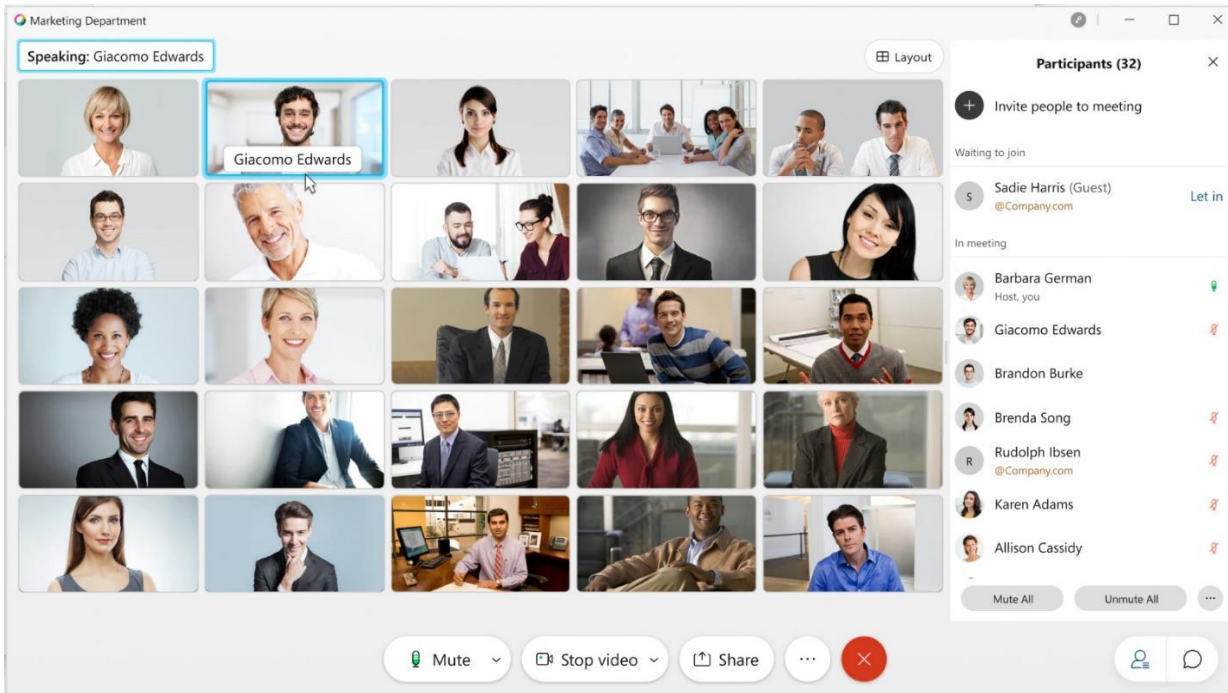 Marketing Department
Speaking: Giacomo Edwards
Layout
Giacomo Edwards
Participants (32)
Invite people to meeting
Waiting to join
S
Sadie Harris (Guest)
@Company.com
Let in
In meeting
Barbara German
Host, you
Giacomo Edwards
Brandon Burke
Brenda Song
R
Rudolph Ibsen
@Company.com
Karen Adams
Allison Cassidy
Mute All
Unmute All
Mute
Stop video
Share